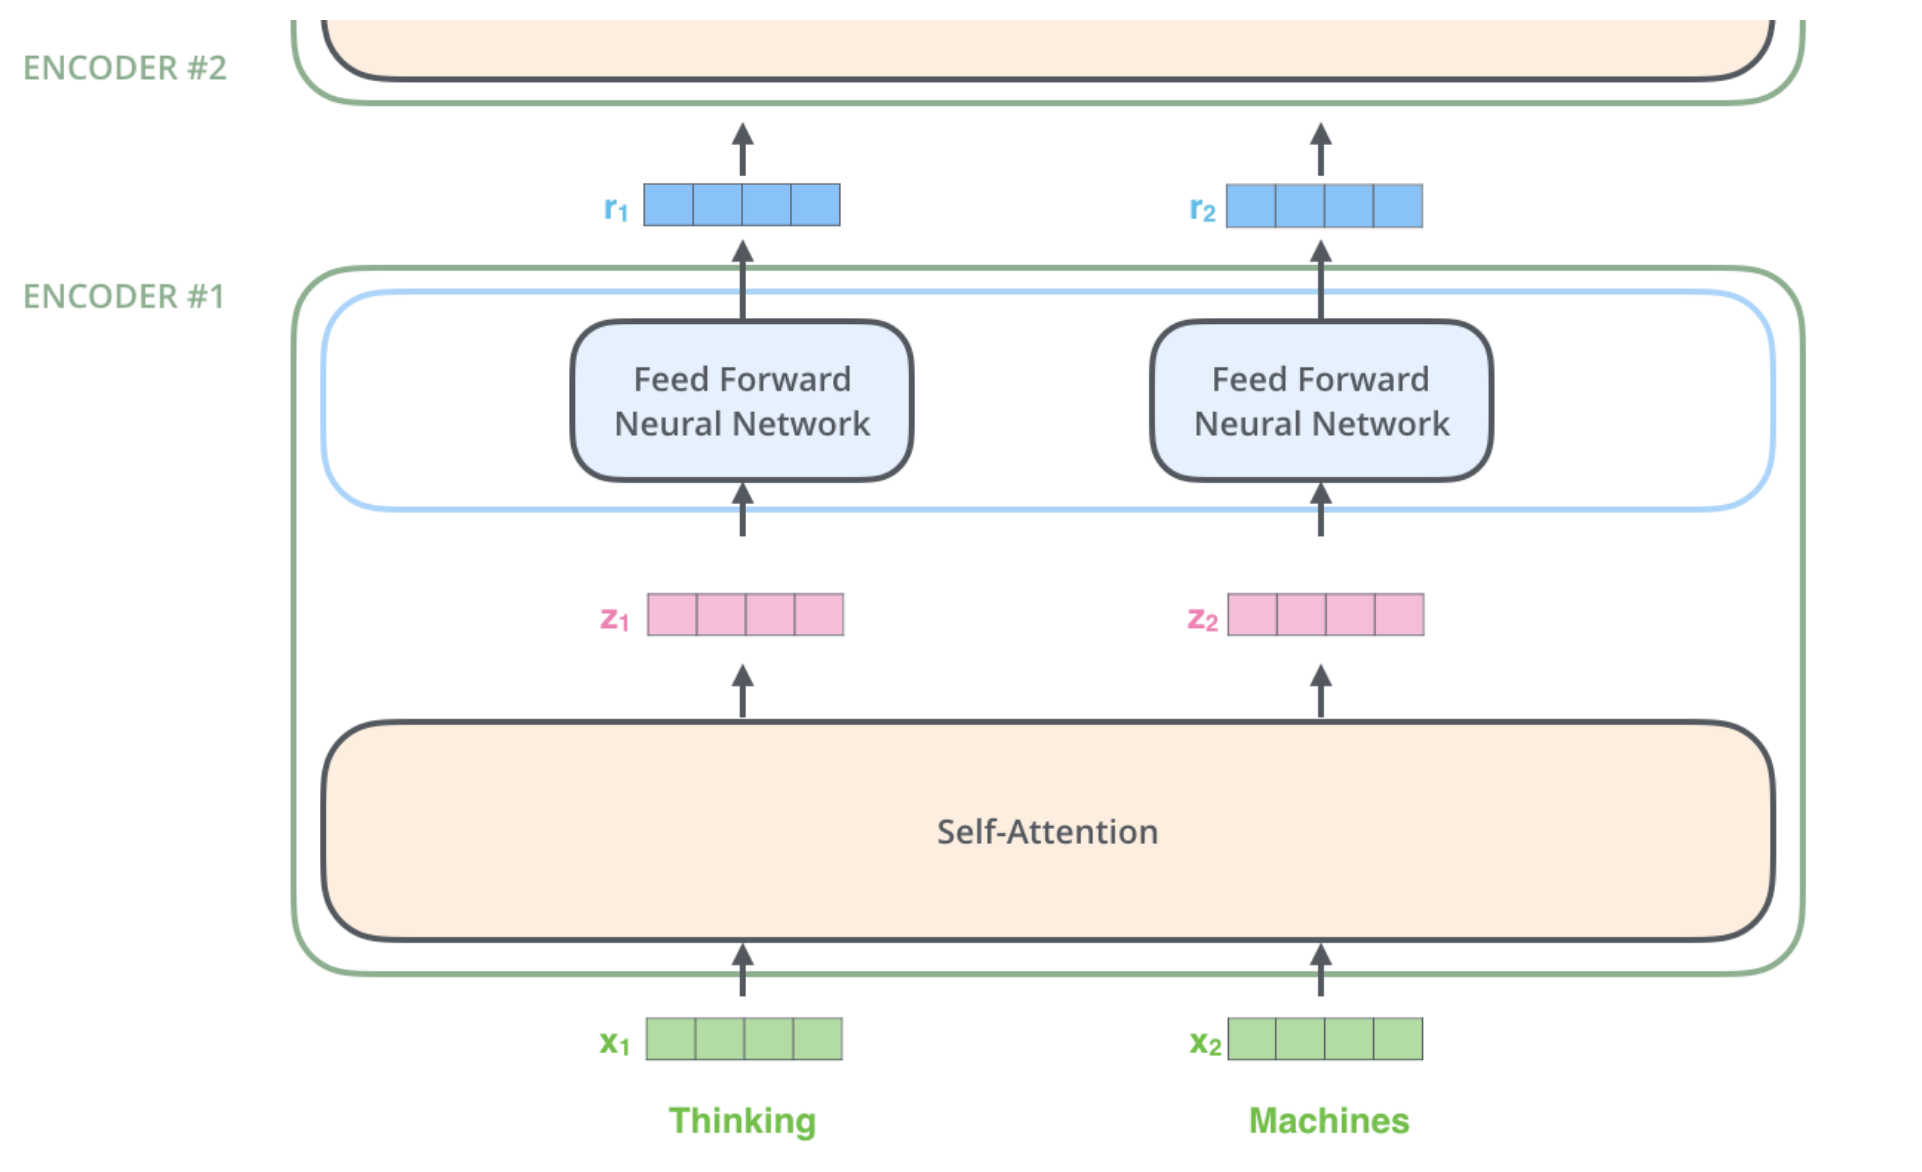 ENCODER #2
r₁
r₂
ENCODER #1
Feed Forward
Neural Network
Feed Forward
Neural Network
z₁
z₂
Self-Attention
x₁
x₂
Thinking
Machines